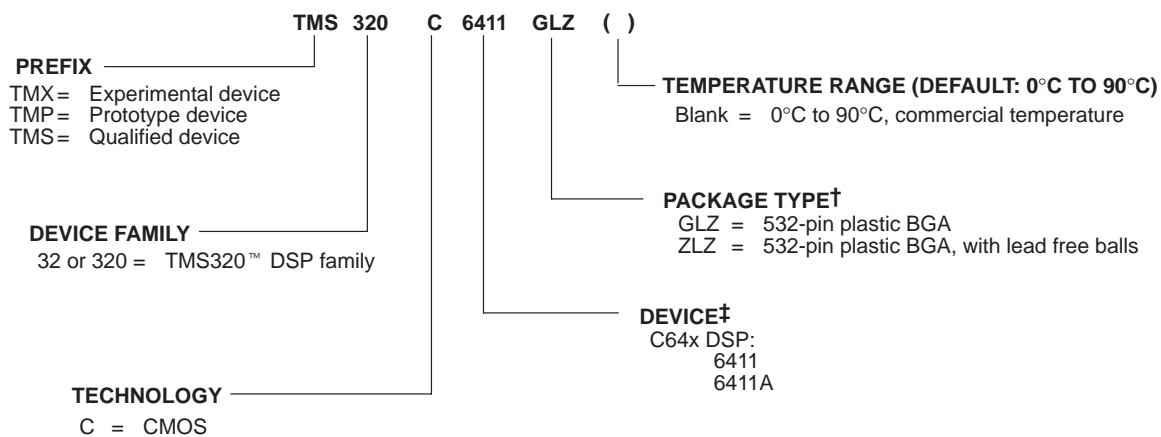 TMS 320 C 6411 GLZ ( )
PREFIX
TMX = Experimental device
TMP = Prototype device
TMS = Qualified device
TEMPERATURE RANGE (DEFAULT: 0°C TO 90°C)
Blank = 0°C to 90°C, commercial temperature
PACKAGE TYPE†
GLZ = 532-pin plastic BGA
ZLZ = 532-pin plastic BGA, with lead free balls
DEVICE FAMILY
32 or 320 = TMS320™ DSP family
DEVICE‡
C64x DSP:
6411
6411A
TECHNOLOGY
C = CMOS